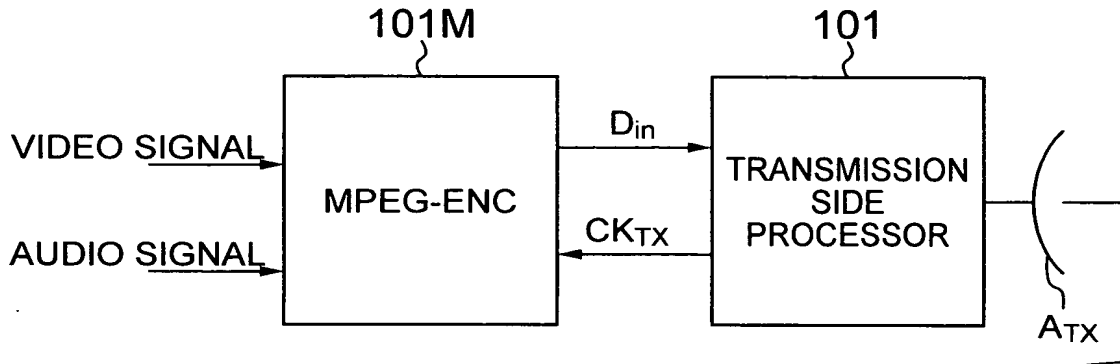 101M
101
VIDEO SIGNAL
AUDIO SIGNAL
MPEG-ENC
Din
CKTX
TRANSMISSION
SIDE
PROCESSOR
ATX